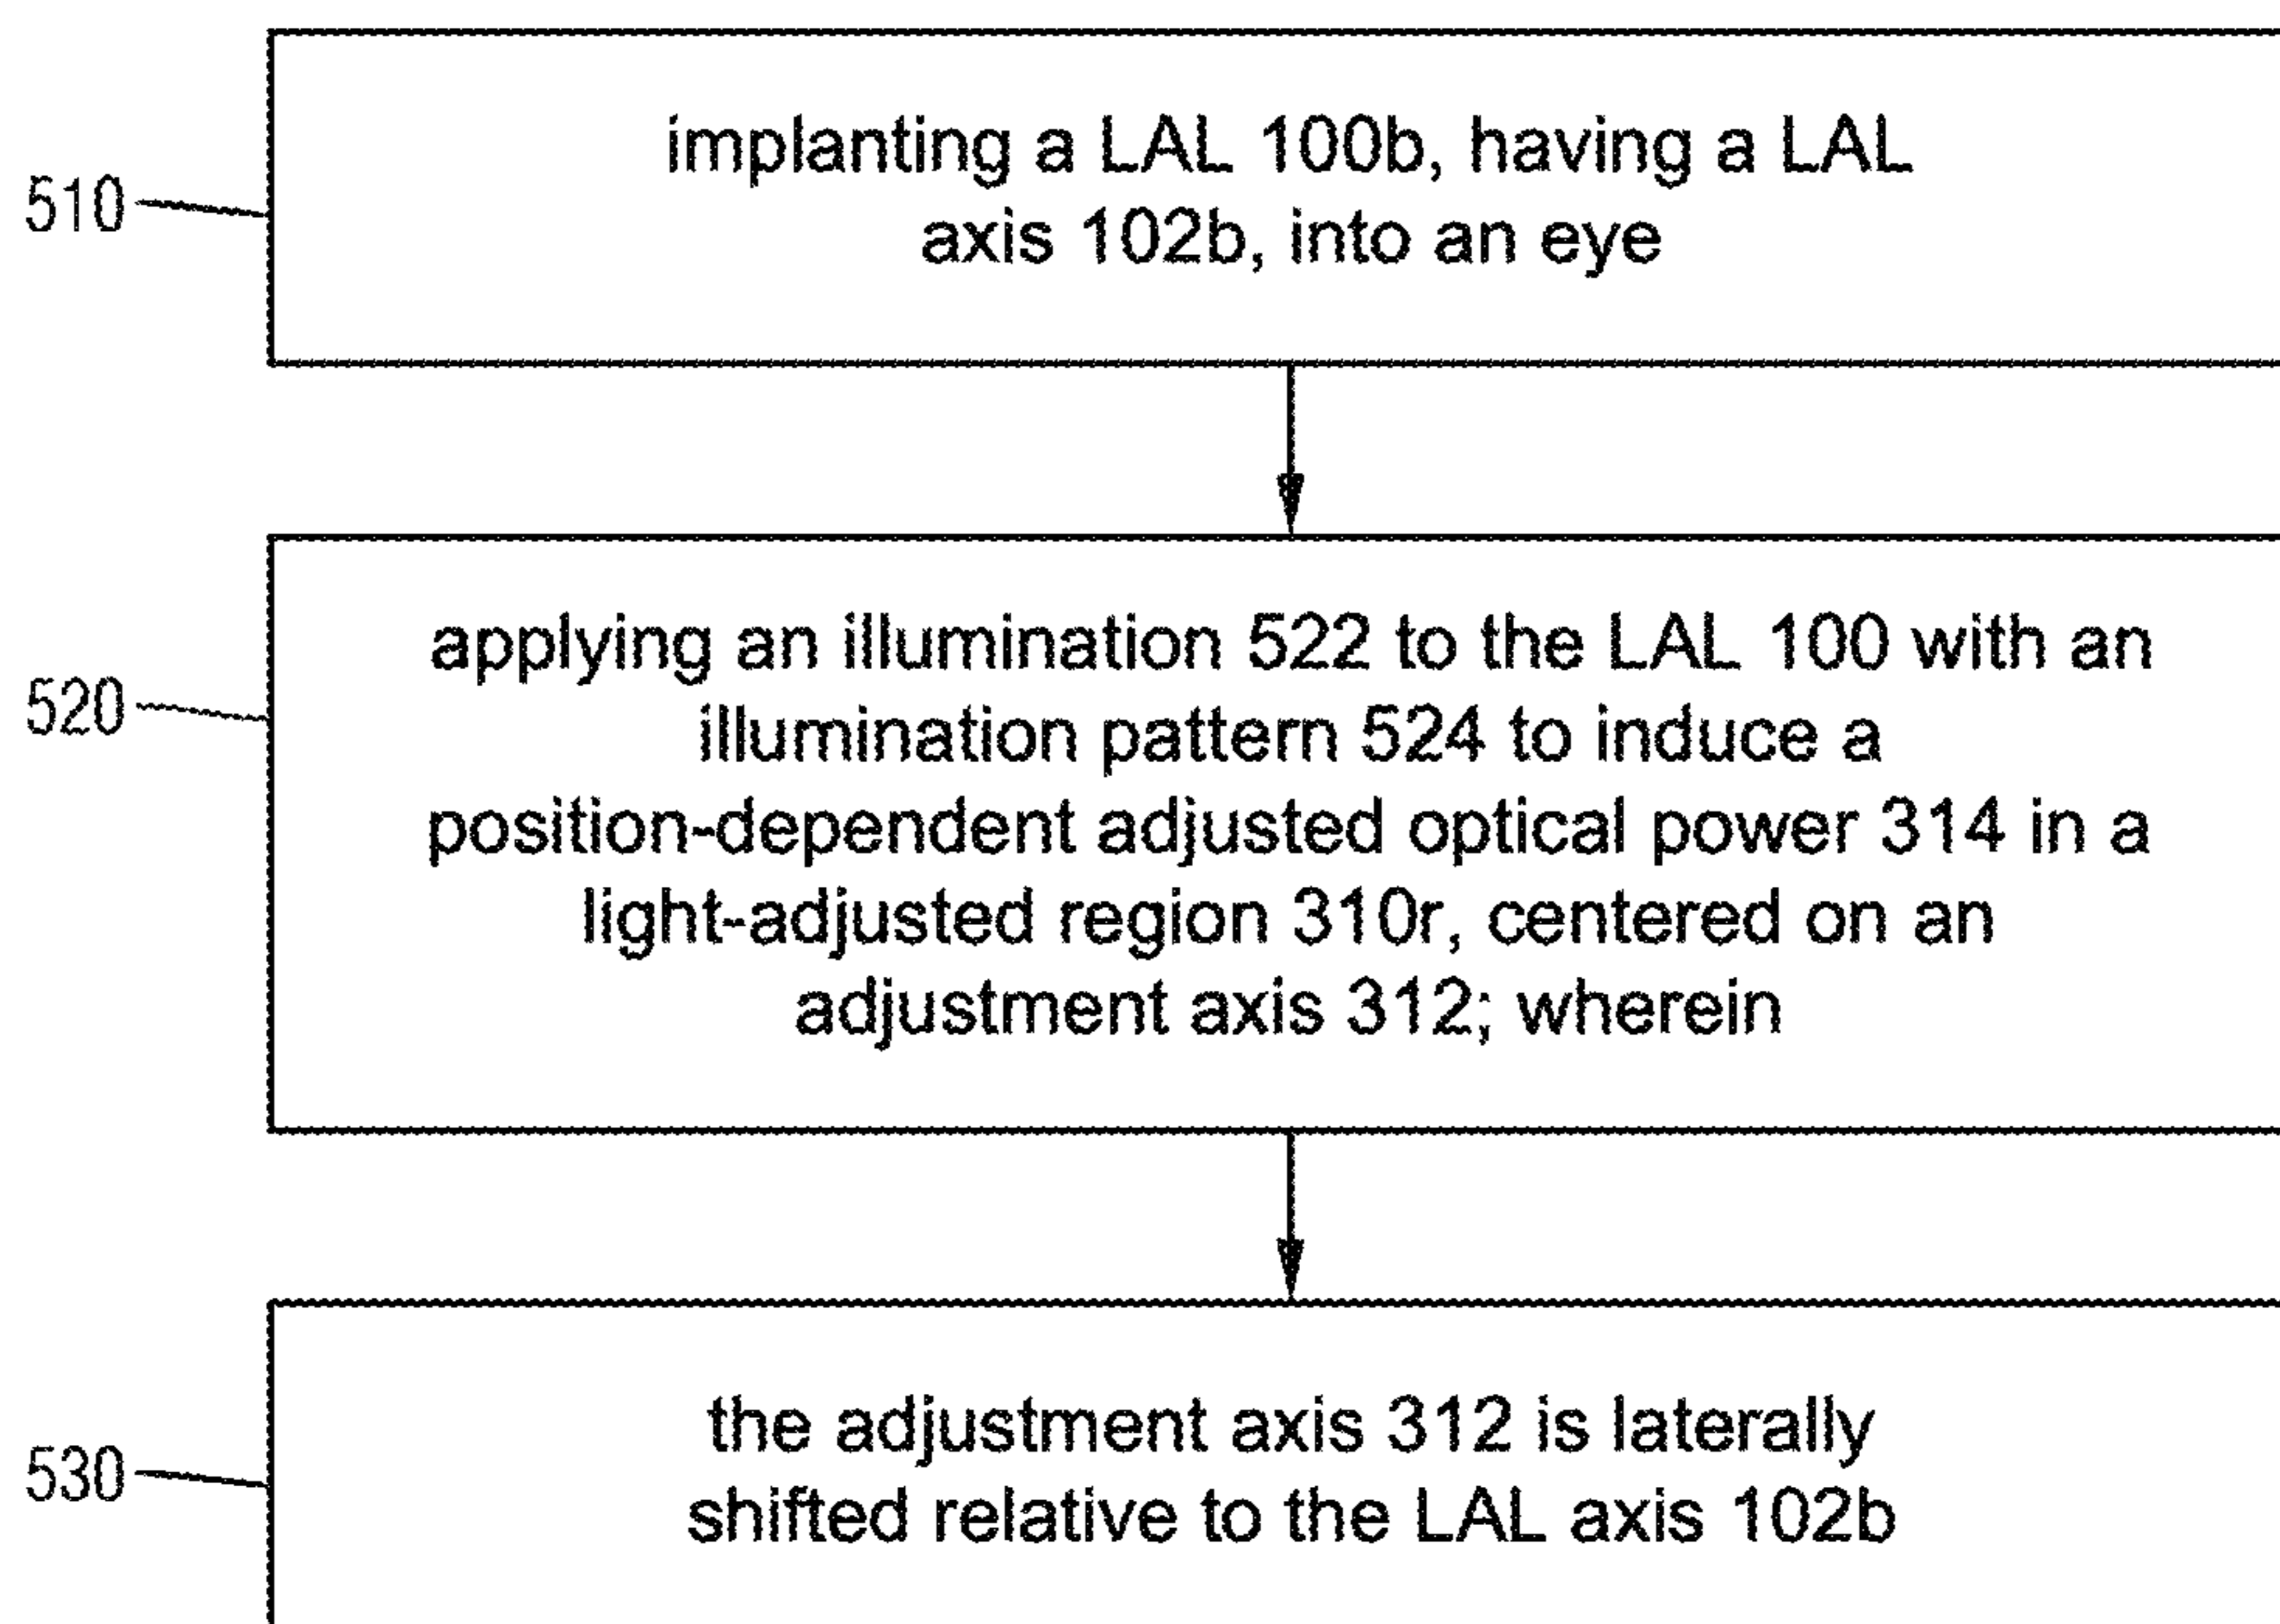 510
implanting a LAL 100b, having a LAL
axis 102b, into an eye
520
applying an illumination 522 to the LAL 100 with an
illumination pattern 524 to induce a
position-dependent adjusted optical power 314 in a
light-adjusted region 310r, centered on an
adjustment axis 312; wherein
530
the adjustment axis 312 is laterally
shifted relative to the LAL axis 102b